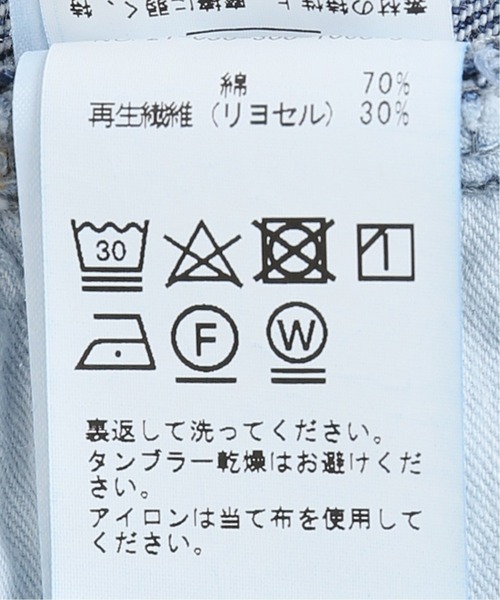 綿 70%
再生繊維（リヨセル） 30%
30
F W
裏返して洗ってください。
タンブラー乾燥はお避けくだ
さい。
アイロンは当て布を使用して
ください。